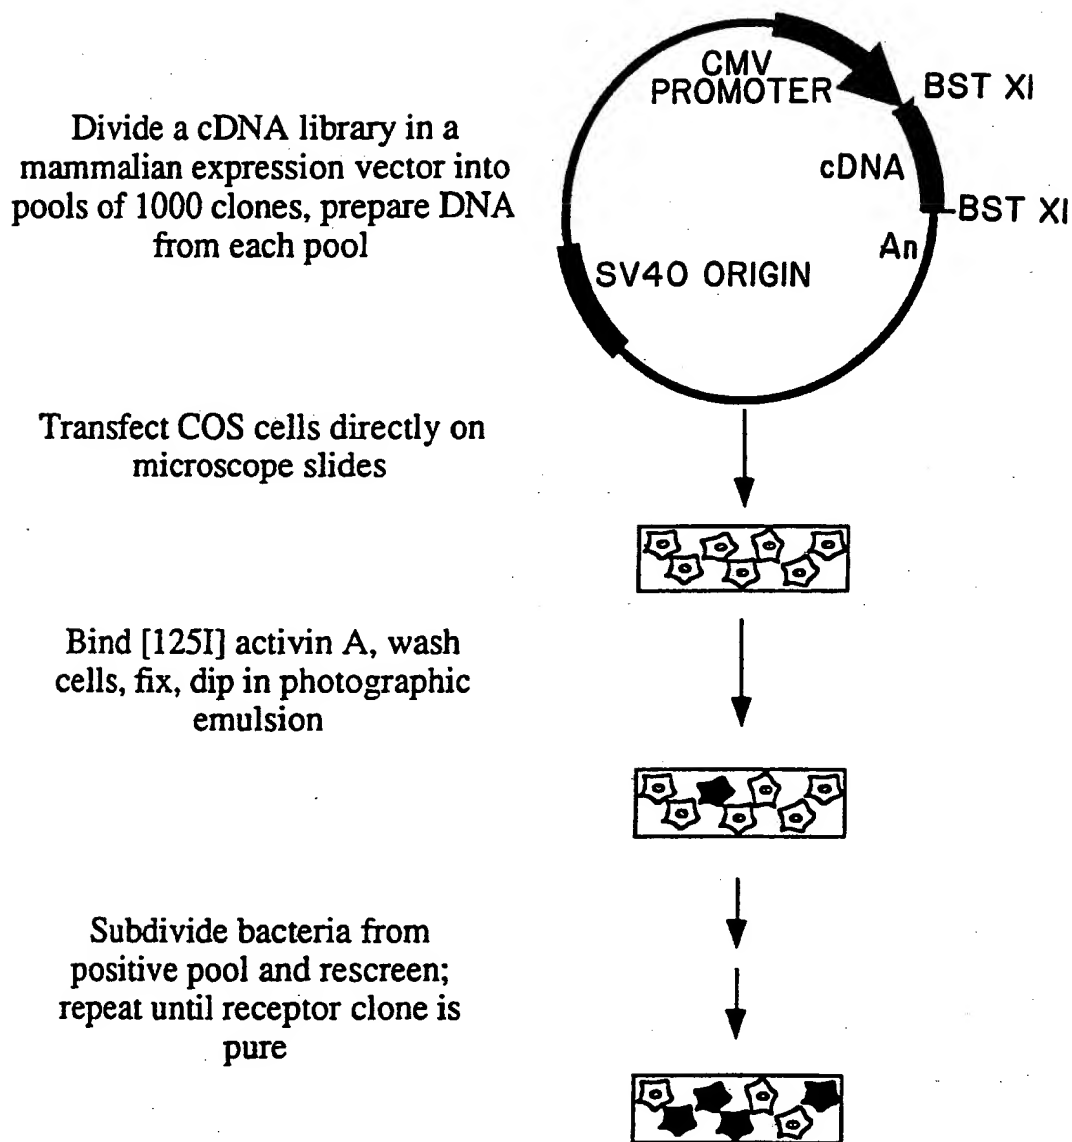 Divide a cDNA library in a
mammalian expression vector into
pools of 1000 clones, prepare DNA
from each pool
CMV
PROMOTER
BST XI
cDNA
BST XI
An
SV40 ORIGIN
Transfect COS cells directly on
microscope slides
Bind [125I] activin A, wash
cells, fix, dip in photographic
emulsion
Subdivide bacteria from
positive pool and rescreen;
repeat until receptor clone is
pure